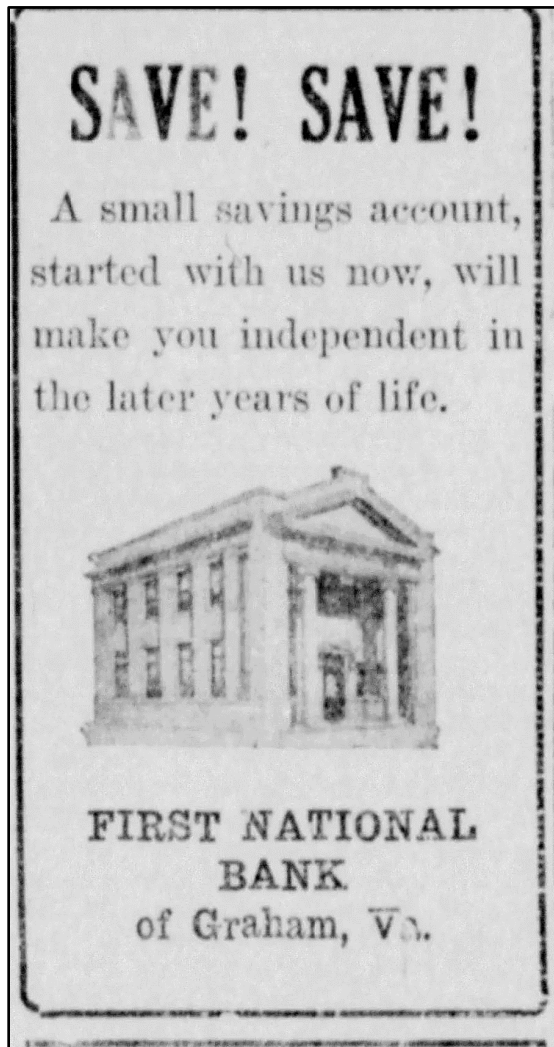 SAVE! SAVE!
A small savings account,
started with us now, will
make you independent in
the later years of life.
FIRST NATIONAL
BANK
of Graham, Va.